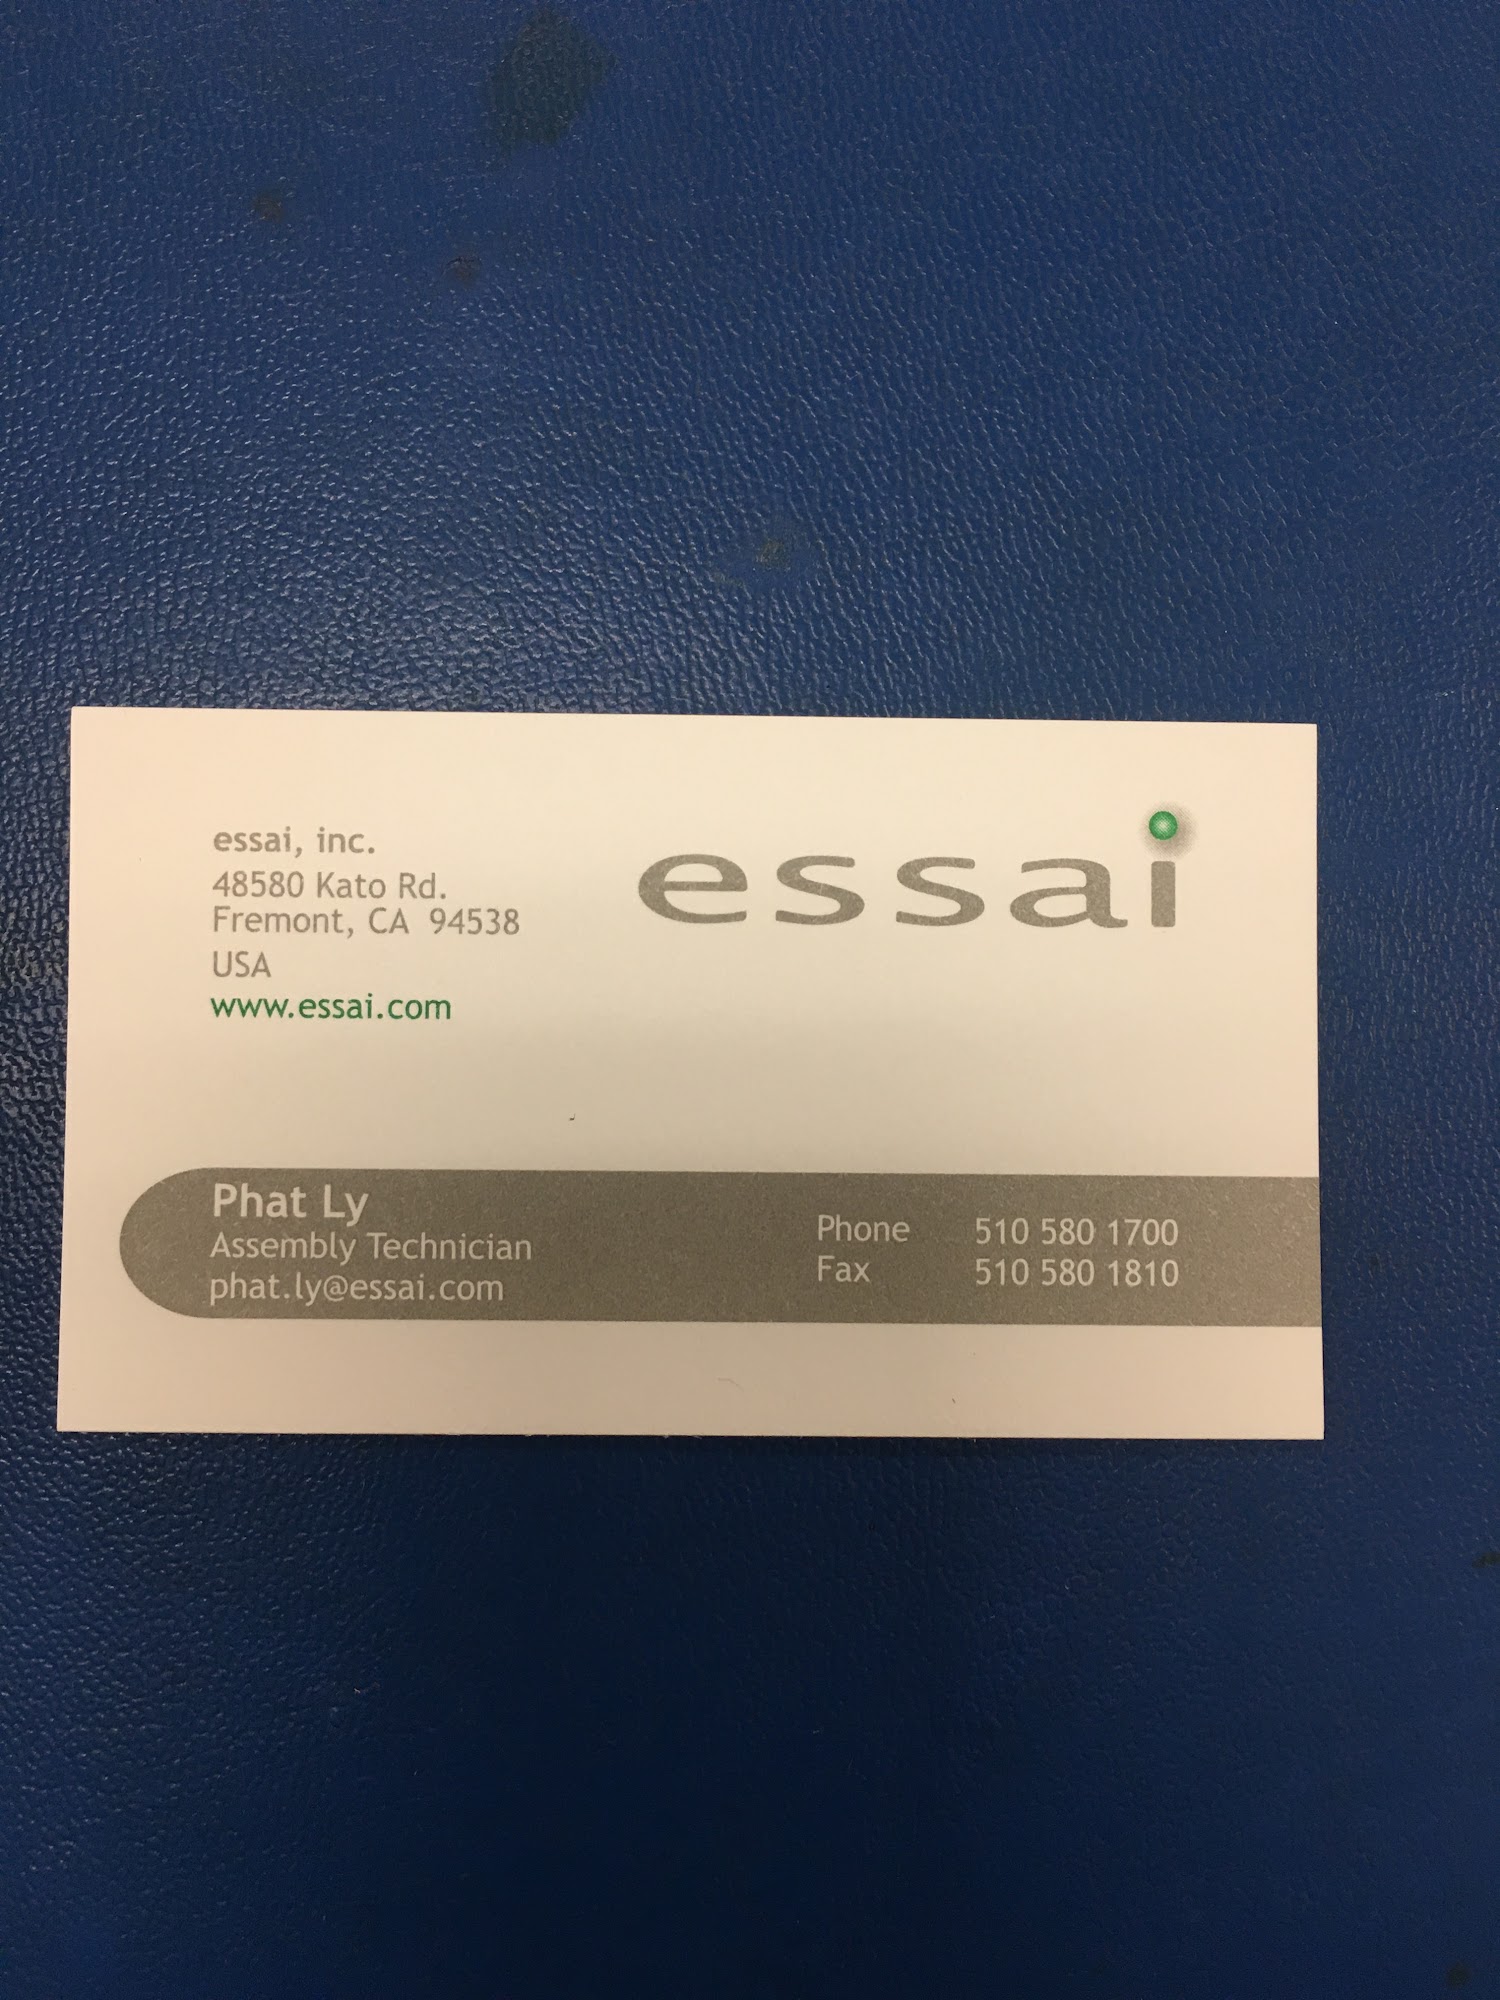 essai, inc.
48580 Kato Rd.
Fremont, CA 94538
USA
www.essai.com
essai
Phat Ly
Assembly Technician
phat.ly@essai.com
Phone 510 580 1700
Fax 510 580 1810